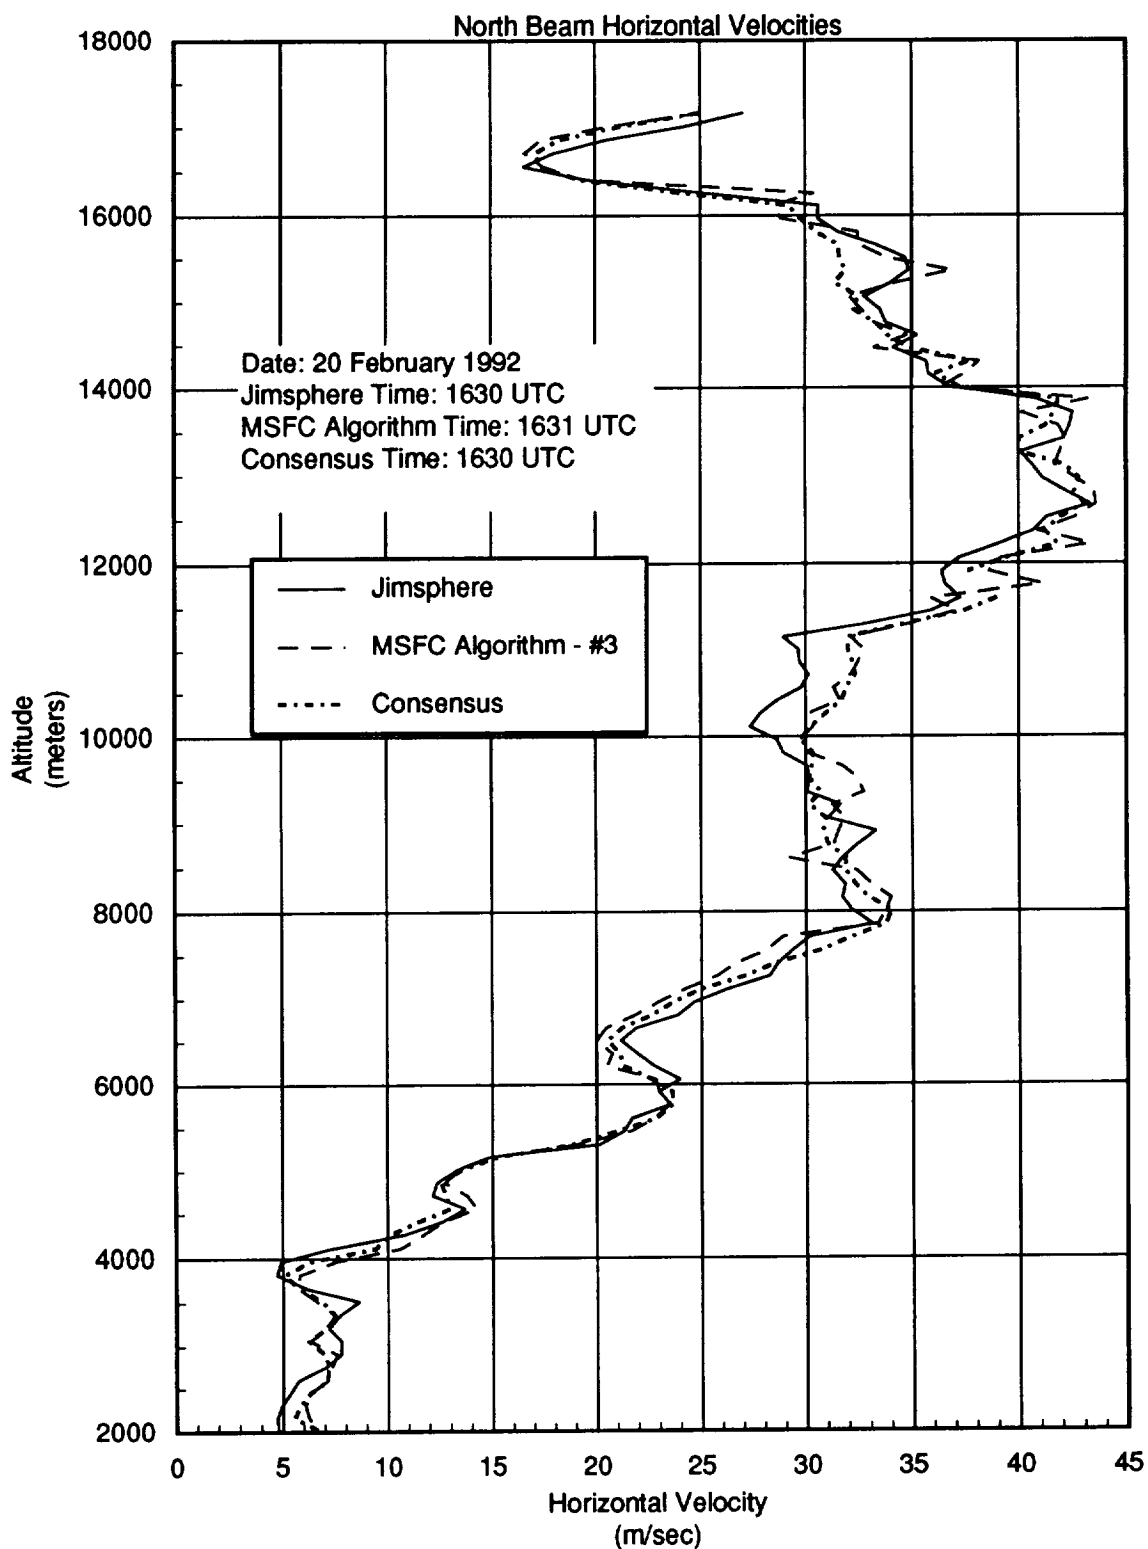 North Beam Horizontal Velocities
18000
16000
Date: 20 February 1992
14000
Jimsphere Time: 1630 UTC
MSFC Algorithm Time: 1631 UTC
Consensus Time: 1630 UTC
12000
Jimsphere
MSFC Algorithm - #3
Consensus
Altitude
(meters)
10000
8000
6000
4000
2000
0 5 10 15 20 25 30 35 40 45
Horizontal Velocity
(m/sec)